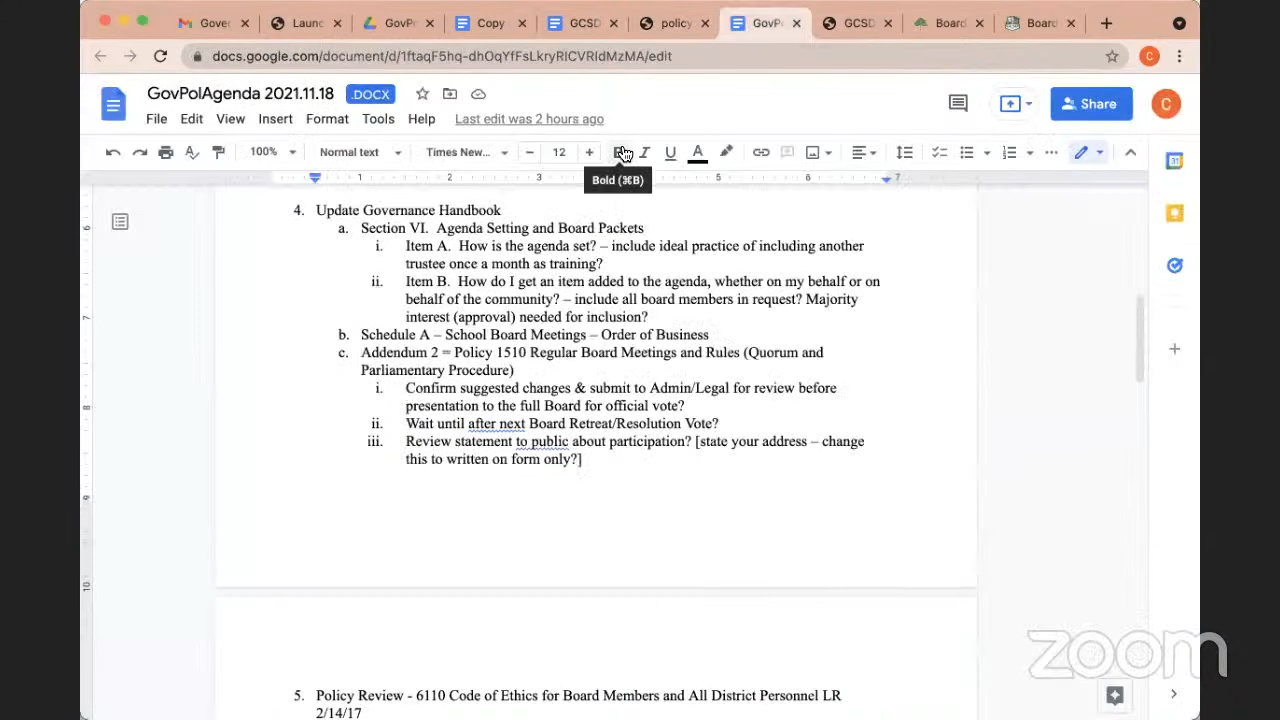 Gover
Launc
GovPr
Copy
GCSD
policy
GovPo
GCSD
Board
Board
docs.google.com/document/d/1ftaqF5hq-dhOqYfFsLkryRlCVRldMzMA/edit
C
GovPolAgenda 2021.11.18 .DOCX
Share
C
File Edit View Insert Format Tools Help Last edit was 2 hours ago
100% Normal text Times New... 12
Bold (⌘B)
1 2 3 5 6 7
4. Update Governance Handbook
a. Section VI. Agenda Setting and Board Packets
i. Item A. How is the agenda set? – include ideal practice of including another
trustee once a month as training?
ii. Item B. How do I get an item added to the agenda, whether on my behalf or on
behalf of the community? – include all board members in request? Majority
interest (approval) needed for inclusion?
b. Schedule A – School Board Meetings – Order of Business
c. Addendum 2 = Policy 1510 Regular Board Meetings and Rules (Quorum and
Parliamentary Procedure)
i. Confirm suggested changes & submit to Admin/Legal for review before
presentation to the full Board for official vote?
ii. Wait until after next Board Retreat/Resolution Vote?
iii. Review statement to public about participation? [state your address – change
this to written on form only?]
5. Policy Review - 6110 Code of Ethics for Board Members and All District Personnel LR
2/14/17
zoom